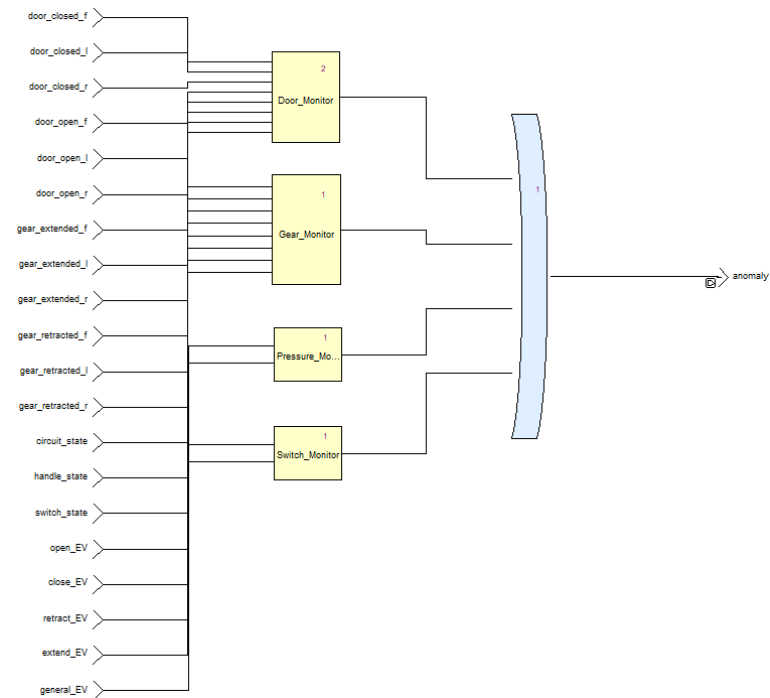 door_closed_f
door_closed_l
door_closed_r
door_open_f
door_open_l
door_open_r
gear_extended_f
gear_extended_l
gear_extended_r
gear_retracted_f
gear_retracted_l
gear_retracted_r
circuit_state
handle_state
switch_state
open_EV
close_EV
retract_EV
extend_EV
general_EV
2
Door_Monitor
1
Gear_Monitor
1
Pressure_Mo...
1
Switch_Monitor
1
anomaly